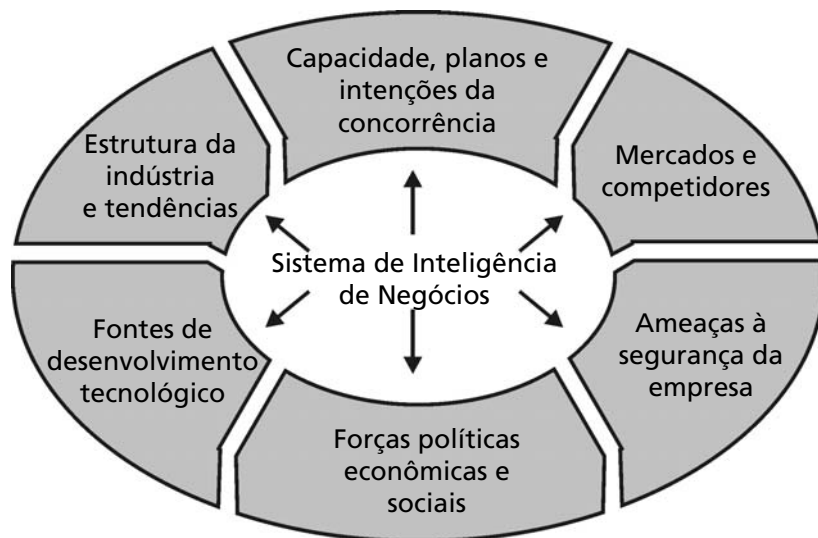 Capacidade, planos e
intenções da
concorrência
Estrutura da
indústria
e tendências
Mercados e
competidores
Sistema de Inteligência
de Negócios
Fontes de
desenvolvimento
tecnológico
Ameaças à
segurança da
empresa
Forças políticas
econômicas e
sociais